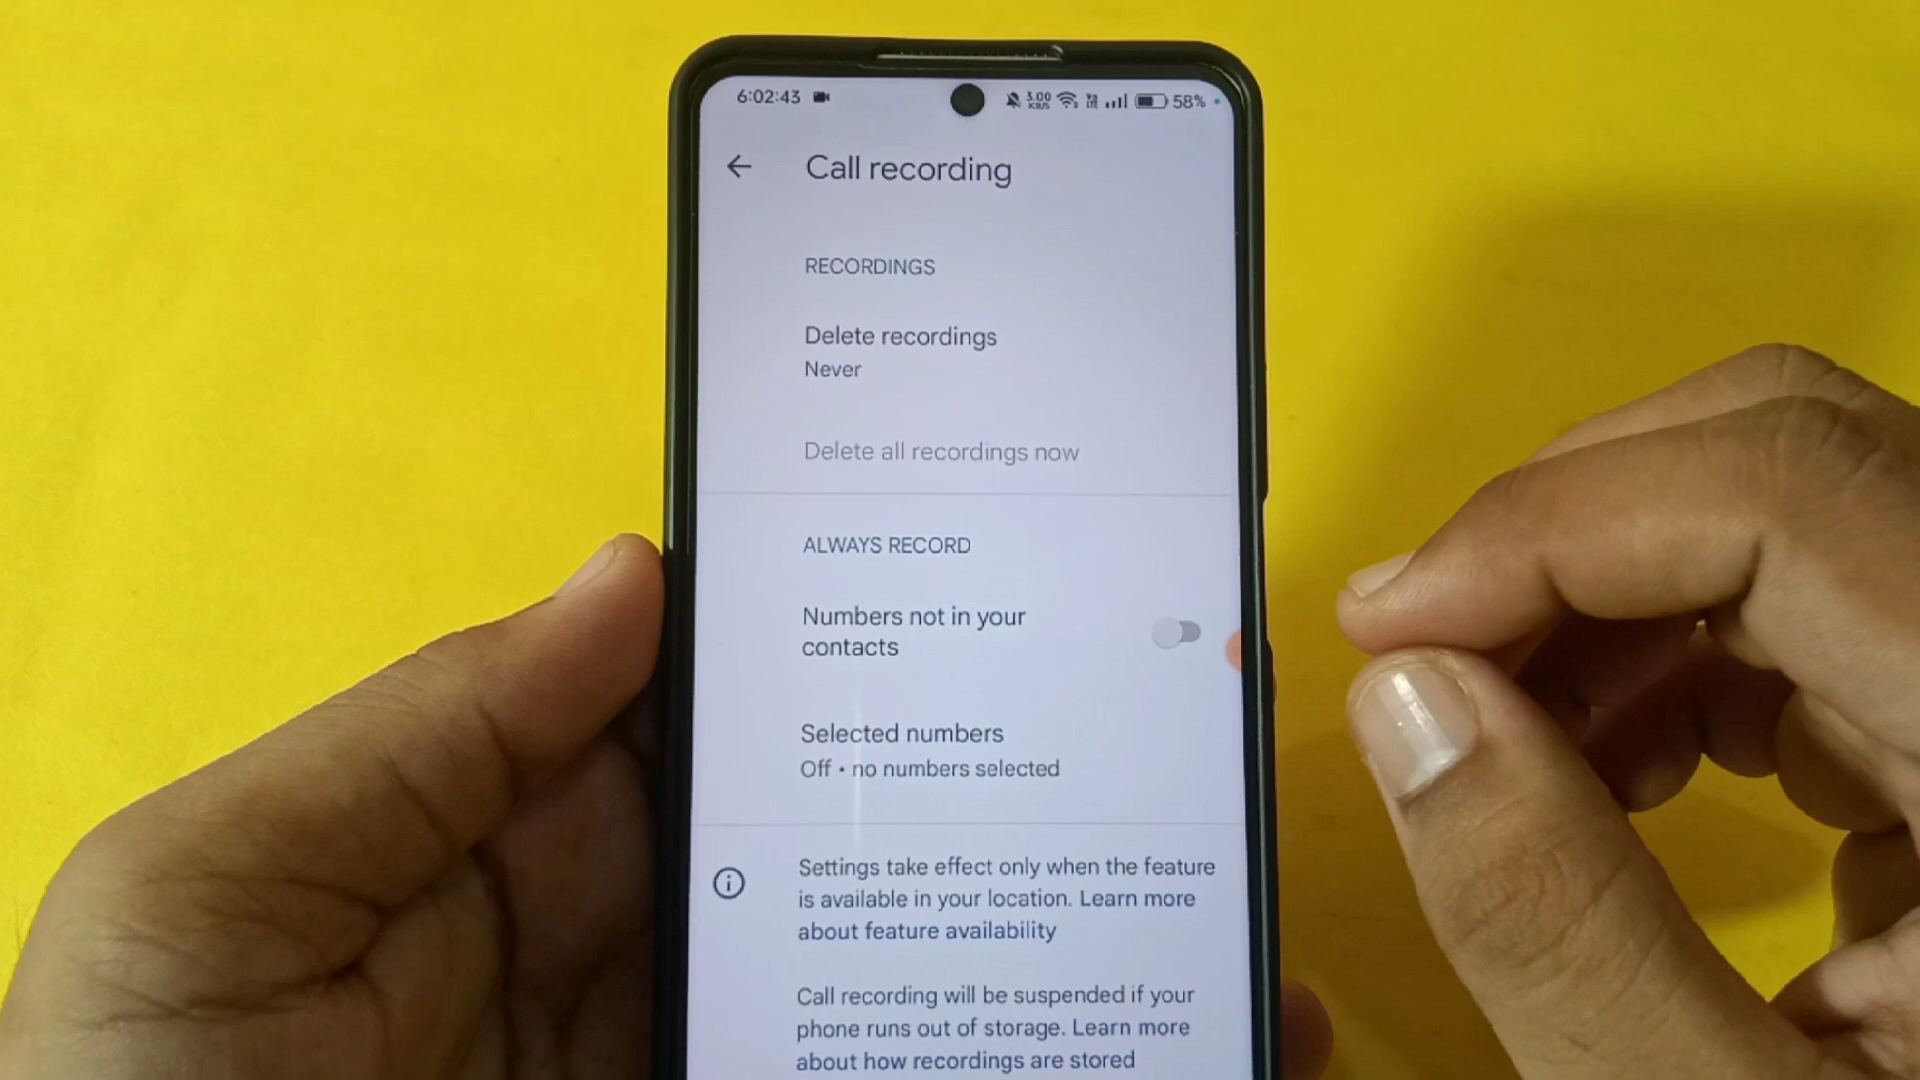 6:02:43 3.00 KB/S 58%
Call recording
RECORDINGS
Delete recordings
Never
Delete all recordings now
ALWAYS RECORD
Numbers not in your
contacts
Selected numbers
Off • no numbers selected
Settings take effect only when the feature
is available in your location. Learn more
about feature availability
Call recording will be suspended if your
phone runs out of storage. Learn more
about how recordings are stored